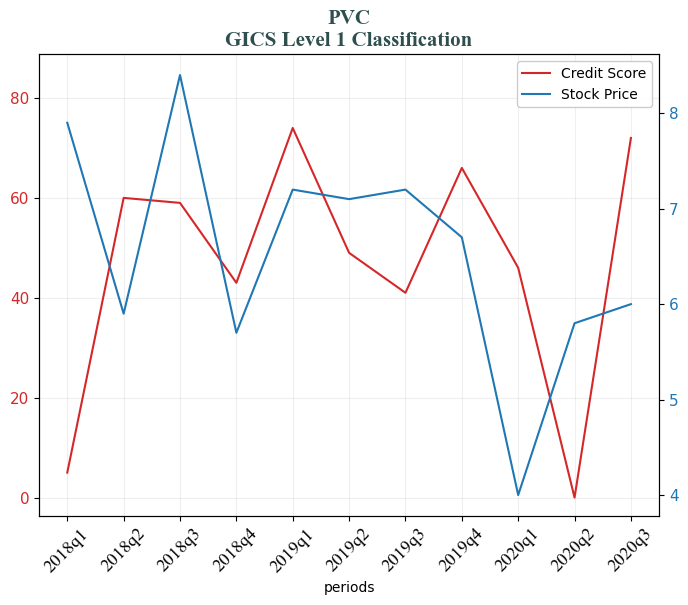 PVC
GICS Level 1 Classification
Credit Score
Stock Price
80
60
40
20
0
8
7
6
5
4
2018q1
2018q2
2018q3
2018q4
2019q1
2019q2
2019q3
2019q4
2020q1
2020q2
2020q3
periods